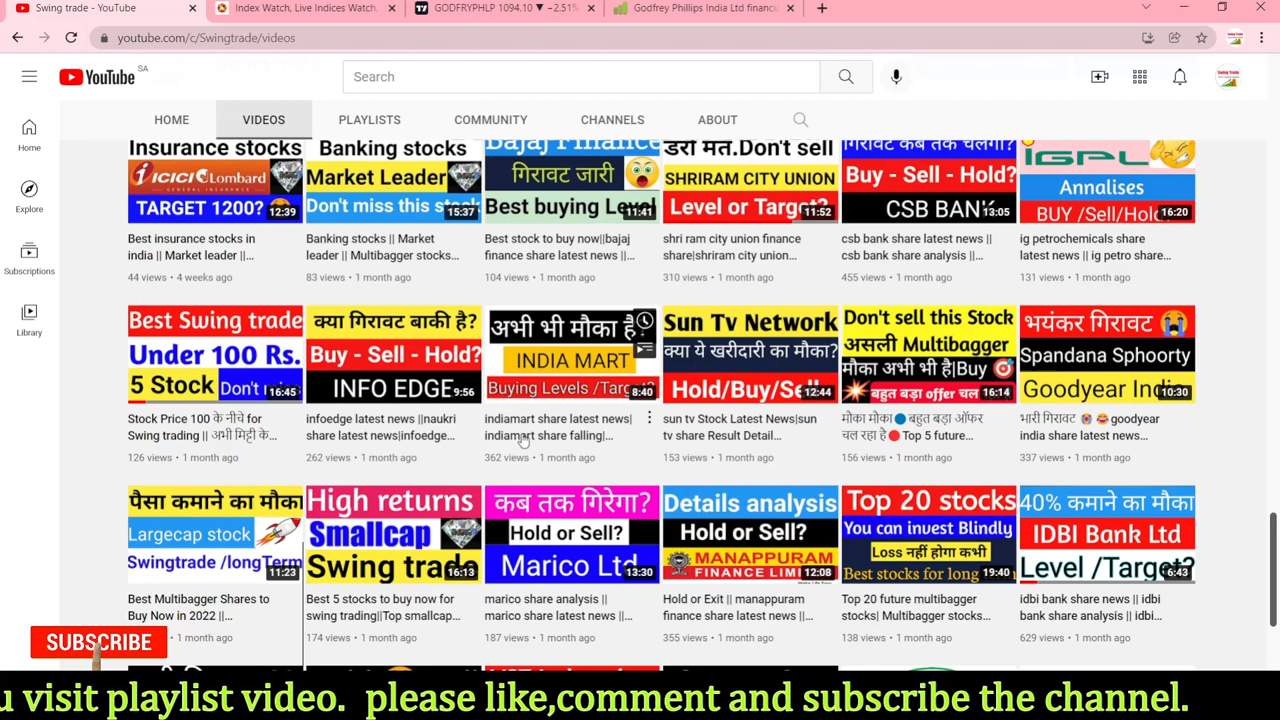 Swing trade - YouTube
Index Watch, Live Indices Watch,
GODFRYPHLP 1094.10 ▼ −2.51%
Godfrey Phillips India Ltd financi
youtube.com/c/Swingtrade/videos
YouTube SA
Search
HOME VIDEOS PLAYLISTS COMMUNITY CHANNELS ABOUT
Home
Explore
Subscriptions
Library
Insurance stocks
ICICI Lombard
GENERAL INSURANCE
TARGET 1200?
12:39
Best insurance stocks in
india || Market leader ||...
44 views • 4 weeks ago
Banking stocks
Market Leader
Don't miss this stock
15:37
Banking stocks || Market
leader || Multibagger stocks...
83 views • 1 month ago
Bajaj Finance
गिरावट जारी
Best buying Level
11:41
Best stock to buy now||bajaj
finance share latest news ||...
104 views • 1 month ago
डरो मत.Don't sell
SHRIRAM CITY UNION
Level or Target?
11:52
shri ram city union finance
share|shriram city union...
310 views • 1 month ago
गिरावट कब तक चलेगा?
Buy - Sell - Hold?
CSB BANK
13:05
csb bank share latest news ||
csb bank share analysis ||...
455 views • 1 month ago
IGPL
Annalises
BUY /Sell/Hold
16:20
ig petrochemicals share
latest news || ig petro share...
131 views • 1 month ago
Best Swing trade
Under 100 Rs.
5 Stock Don't
16:45
Stock Price 100 के नीचे for
Swing trading || अभी मिट्टी के...
126 views • 1 month ago
क्या गिरावट बाकी है?
Buy - Sell - Hold?
INFO EDGE
9:56
infoedge latest news ||naukri
share latest news|infoedge...
262 views • 1 month ago
अभी भी मौका है
INDIA MART
Buying Levels /Target?
8:40
indiamart share latest news|
indiamart share falling|...
362 views • 1 month ago
Sun Tv Network
क्या ये खरीदारी का मौका?
Hold/Buy/Sell
12:44
sun tv Stock Latest News|sun
tv share Result Detail...
153 views • 1 month ago
Don't sell this Stock
असली Multibagger
मौका अभी भी है|Buy
बहुत बड़ा offer चल
16:14
मौका मौका🔵 बहुत बड़ा ऑफर
चल रहा है🔴 Top 5 future...
156 views • 1 month ago
भयंकर गिरावट
Spandana Sphoorty
Goodyear India
10:30
भारी गिरावट 😭 😂 goodyear
india share latest news...
337 views • 1 month ago
पैसा कमाने का मौका
Largecap stock
Swingtrade /longTerm
11:23
Best Multibagger Shares to
Buy Now in 2022 ||...
1 month ago
High returns
Smallcap
Swing trade
16:13
Best 5 stocks to buy now for
swing trading||Top smallcap...
174 views • 1 month ago
कब तक गिरेगा?
Hold or Sell?
Marico Ltd
13:30
marico share analysis ||
marico share latest news ||...
187 views • 1 month ago
Details analysis
Hold or Sell?
MANAPPURAM
FINANCE LIMITED
12:08
Hold or Exit || manappuram
finance share latest news ||...
355 views • 1 month ago
Top 20 stocks
You can invest Blindly
Loss नहीं होगा कभी
Best stocks for long
19:40
Top 20 future multibagger
stocks| Multibagger stocks...
138 views • 1 month ago
40% कमाने का मौका
IDBI Bank Ltd
Level /Target?
6:43
idbi bank share news || idbi
bank share analysis || idbi...
629 views • 1 month ago
SUBSCRIBE
u visit playlist video. please like,comment and subscribe the channel.